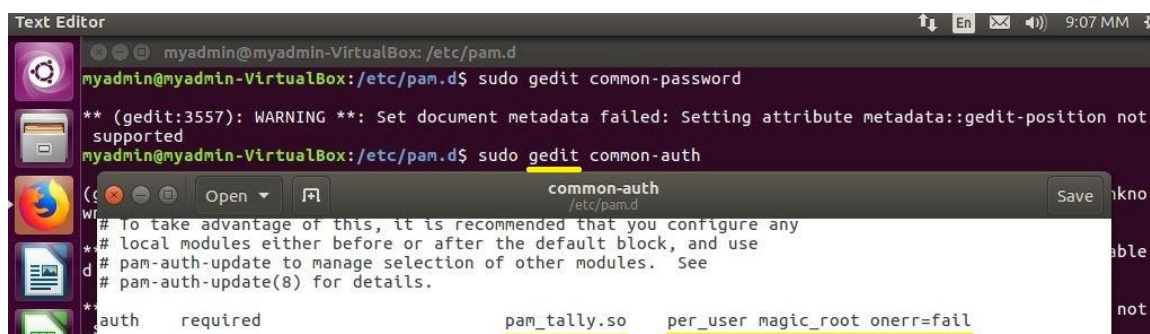 Text Editor
En
9:07 MM
myadmin@myadmin-VirtualBox: /etc/pam.d
myadmin@myadmin-VirtualBox:/etc/pam.d$ sudo gedit common-password
** (gedit:3557): WARNING **: Set document metadata failed: Setting attribute metadata::gedit-position not
supported
myadmin@myadmin-VirtualBox:/etc/pam.d$ sudo gedit common-auth
Open
common-auth
/etc/pam.d
Save
# To take advantage of this, it is recommended that you configure any
# local modules either before or after the default block, and use
# pam-auth-update to manage selection of other modules. See
# pam-auth-update(8) for details.
auth required pam_tally.so per_user magic_root onerr=fail
not